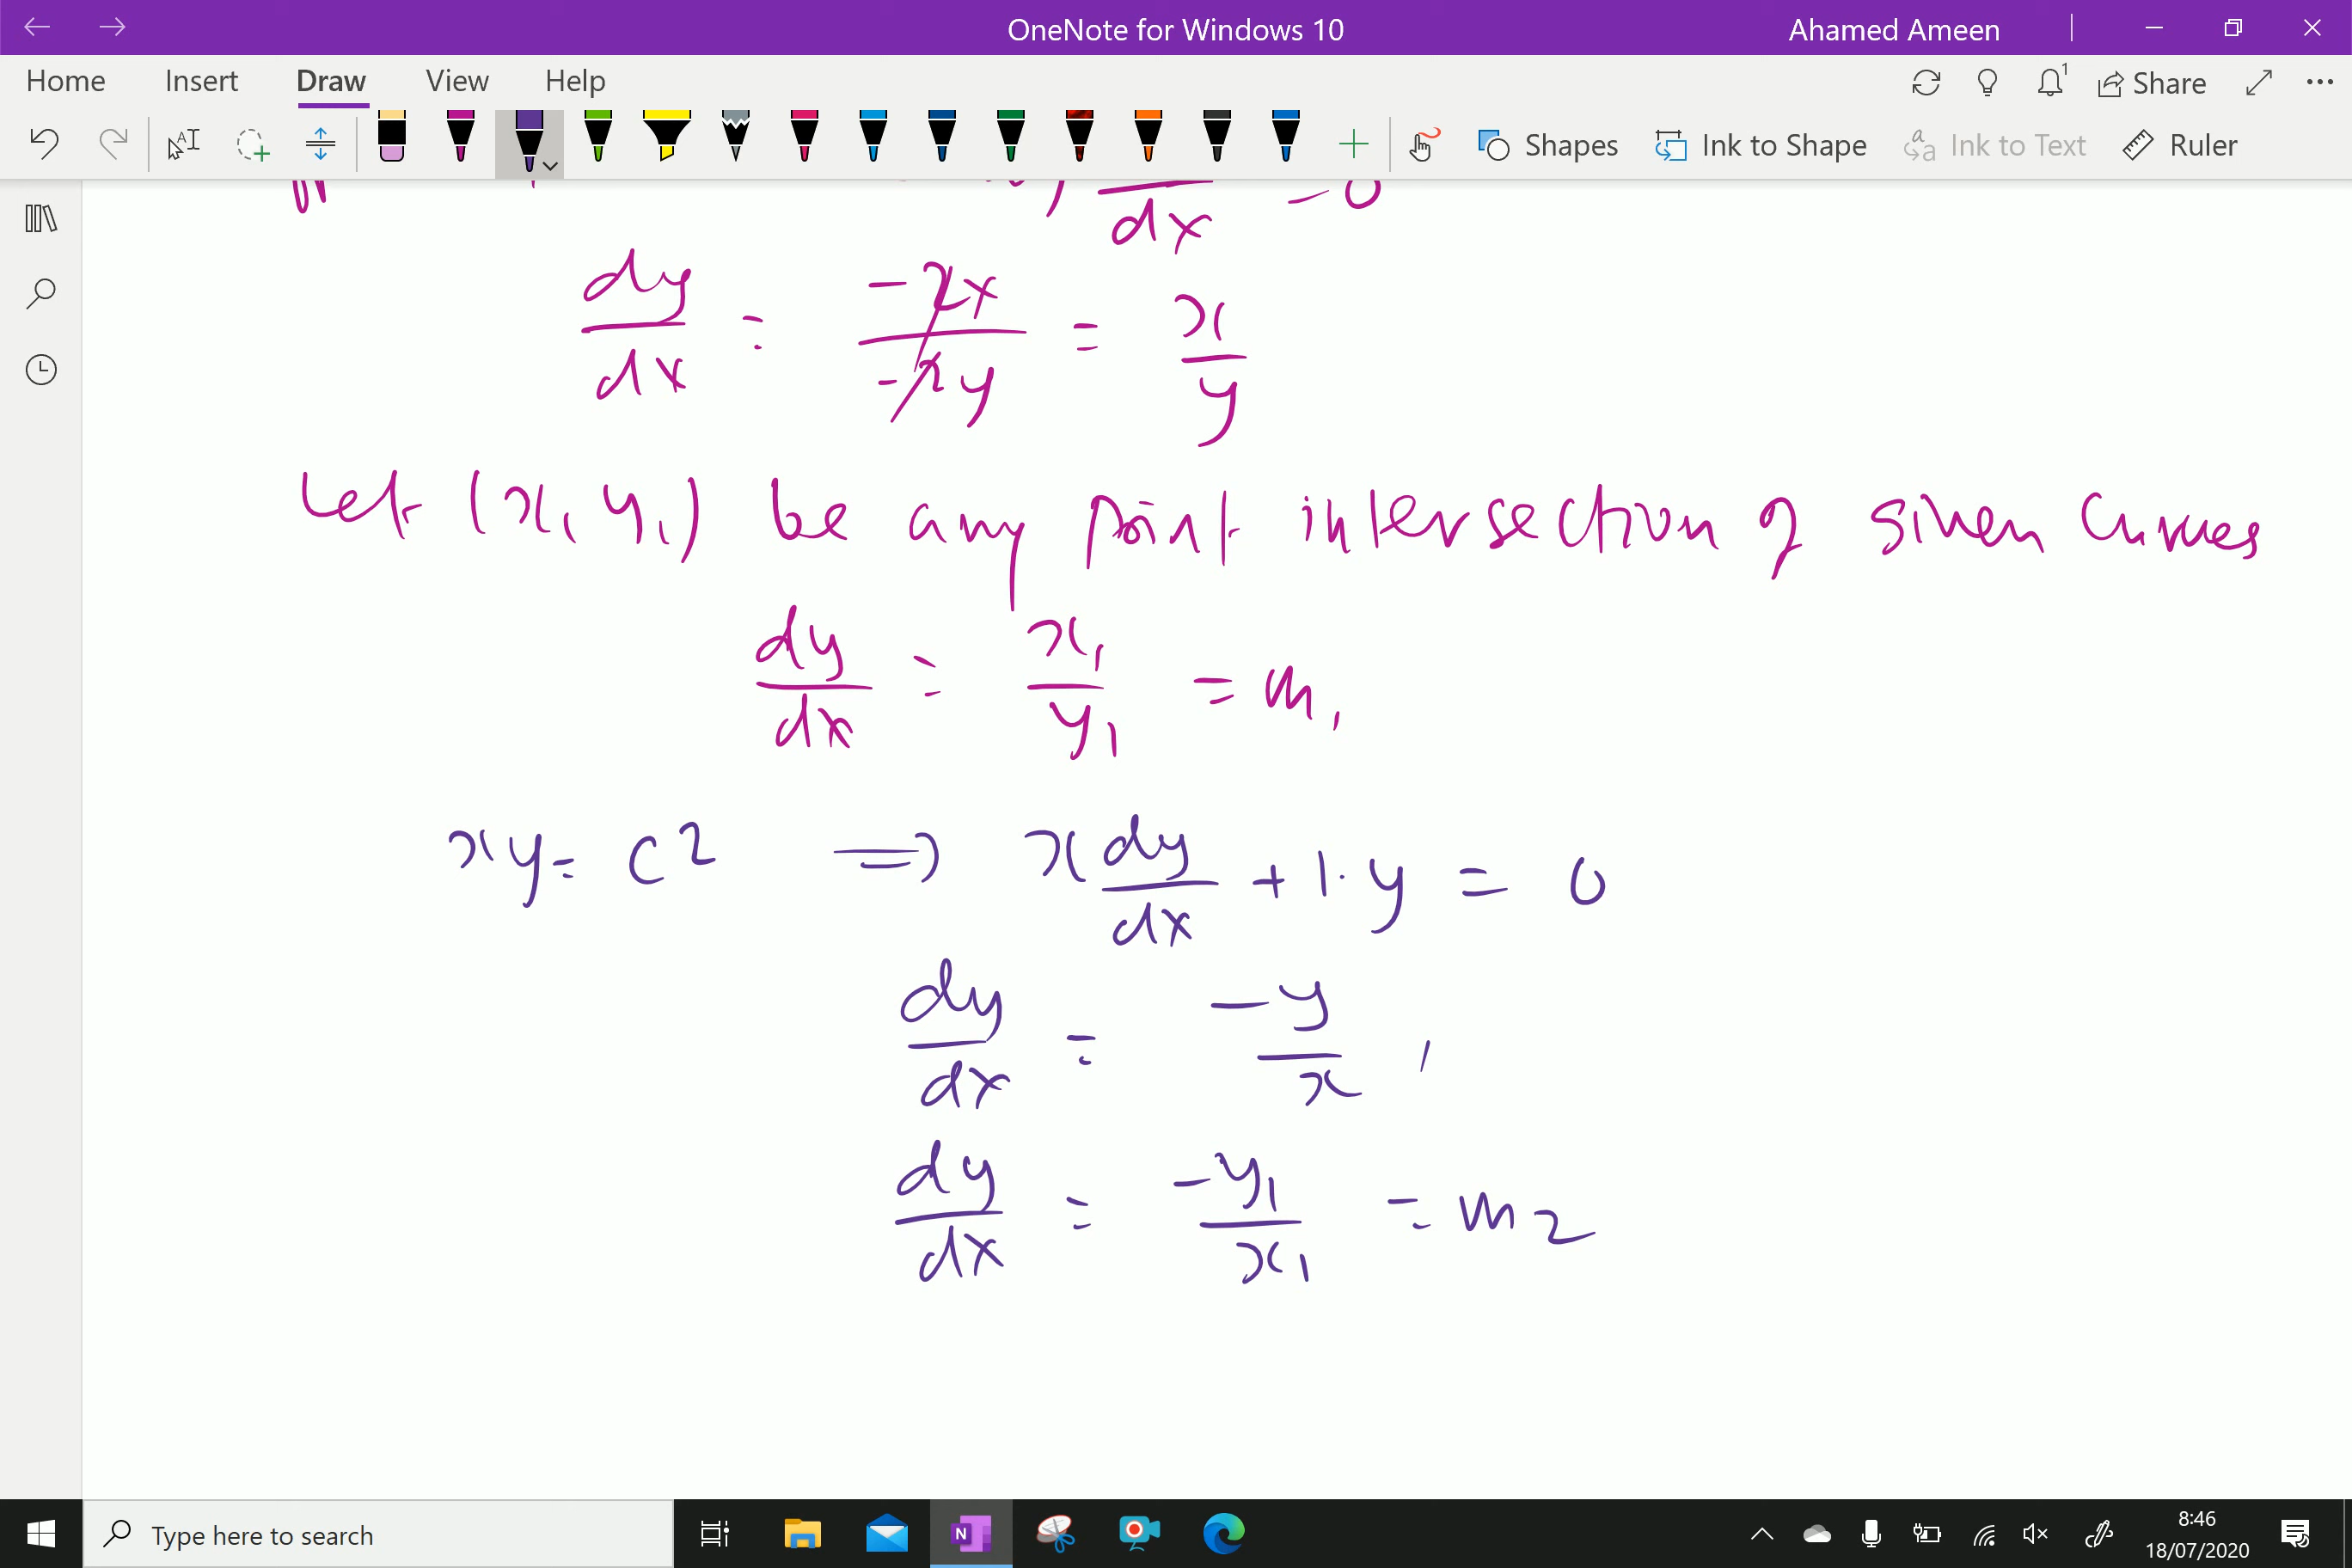 OneNote for Windows 10
Ahamed Ameen
Home Insert Draw View Help
1
Share
Shapes Ink to Shape Ink to Text Ruler
dx = 0
dy/dx = -2x/-2y = x/y
Let (x₁ y₁) be any point intersection of given curves
dy/dx = x₁/y₁ = m₁
xy = c² ⟹ x dy/dx + 1·y = 0
dy/dx = -y/x ,
dy/dx = -y₁/x₁ = m₂
Type here to search
8:46
18/07/2020